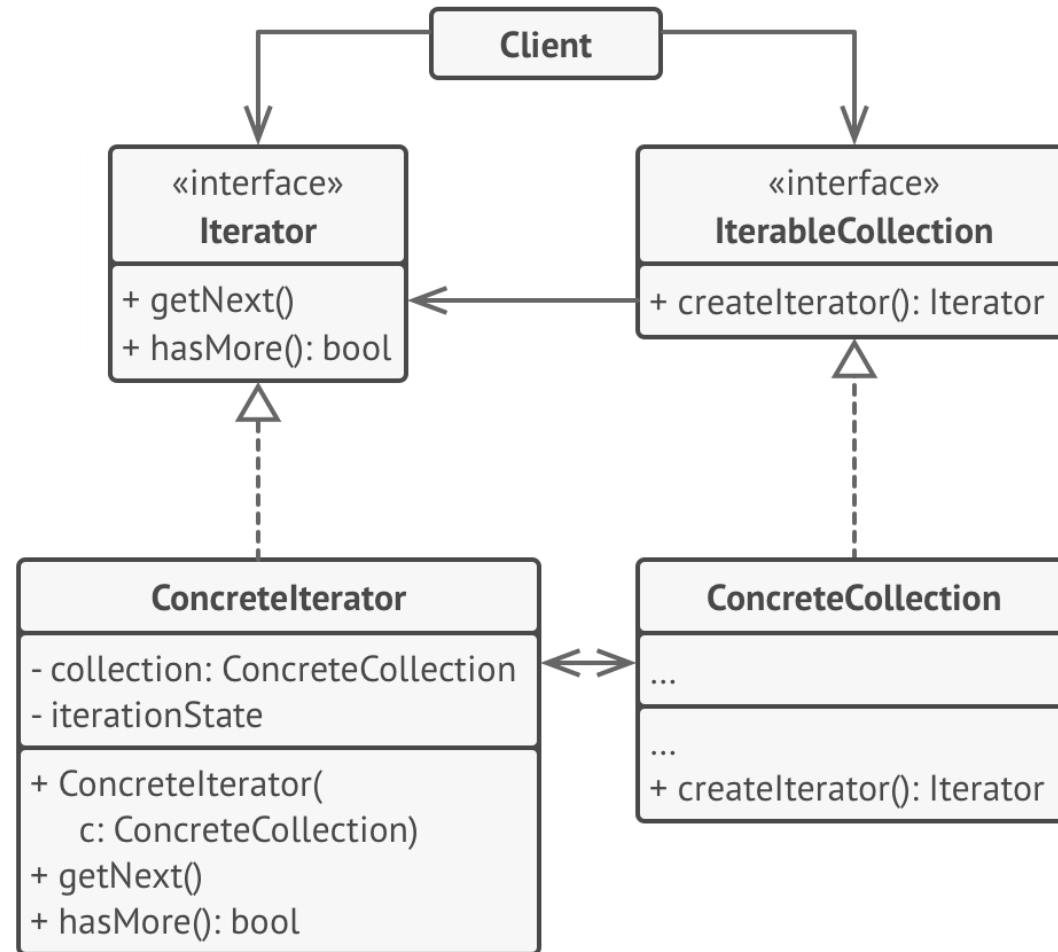 Client
«interface»
Iterator
+ getNext()
+ hasMore(): bool
«interface»
IterableCollection
+ createIterator(): Iterator
ConcreteIterator
- collection: ConcreteCollection
- iterationState
+ ConcreteIterator(
c: ConcreteCollection)
+ getNext()
+ hasMore(): bool
ConcreteCollection
...
...
+ createIterator(): Iterator